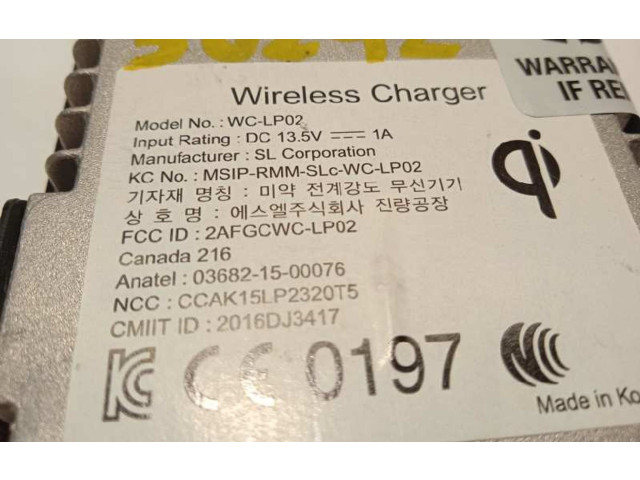 WARRA
IF RE
Wireless Charger
Model No. : WC-LP02
Input Rating : DC 13.5V ⎓ 1A
Manufacturer : SL Corporation
KC No. : MSIP-RMM-SLc-WC-LP02
기자재 명칭 : 미약 전계강도 무선기기
상 호 명 : 에스엘주식회사 진량공장
FCC ID : 2AFGCWC-LP02
Canada 216
Anatel : 03682-15-00076
NCC : CCAK15LP2320T5
CMIIT ID : 2016DJ3417
qi
KC CE 0197
Made in Ko